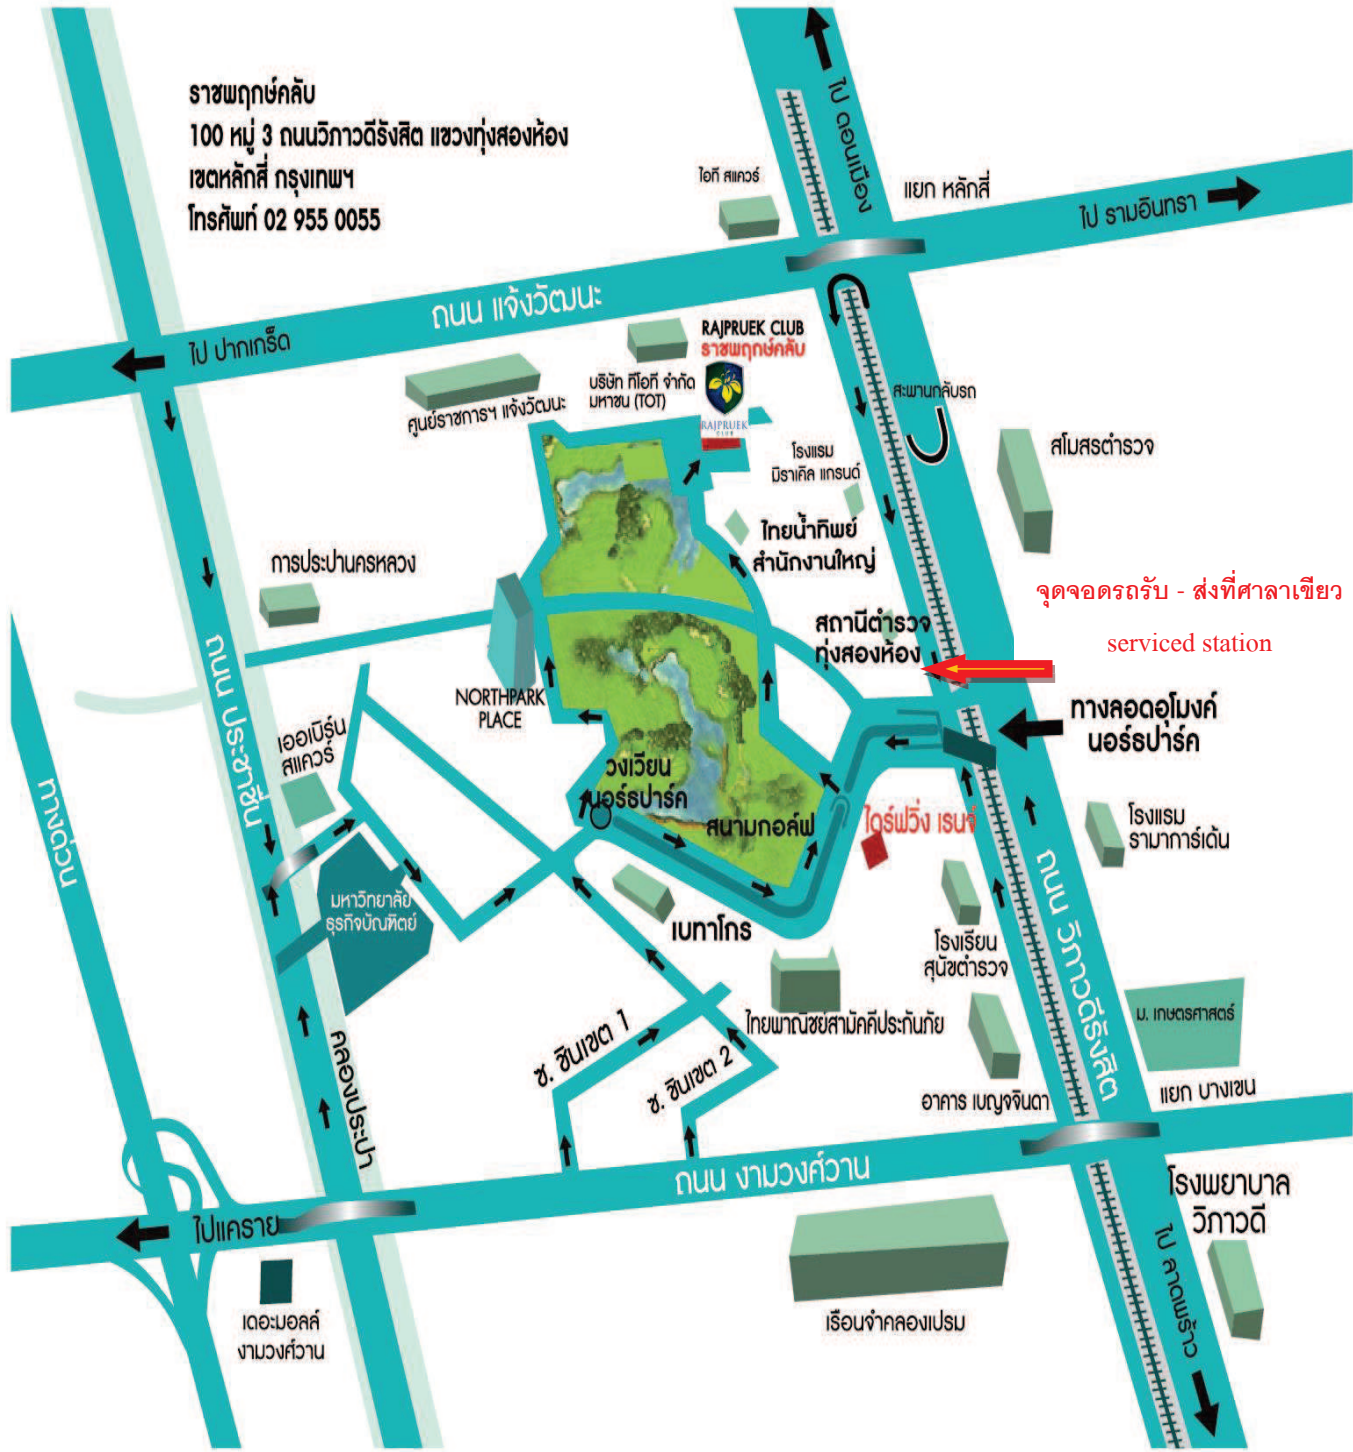 ราชพฤกษ์คลับ
100 หมู่ 3 ถนนวิภาวดีรังสิต แขวงทุ่งสองห้อง
เขตหลักสี่ กรุงเทพฯ
โทรศัพท์ 02 955 0055
ไป ดอนเมือง
ไอที สแควร์
แยก หลักสี่
ไป รามอินทรา
ถนน แจ้งวัฒนะ
ไป ปากเกร็ด
RAJPRUEK CLUB
ราชพฤกษ์คลับ
บริษัท ทีโอที จำกัด
มหาชน (TOT)
ศูนย์ราชการฯ แจ้งวัฒนะ
RAJPRUEK
CLUB
สะพานกลับรถ
สโมสรตำรวจ
โรงแรม
มิราเคิล แกรนด์
ไทยน้ำทิพย์
สำนักงานใหญ่
การประปานครหลวง
จุดจอดรถรับ - ส่งที่ศาลาเขียว
serviced station
สถานีตำรวจ
ทุ่งสองห้อง
ถนน ประชาชื่น
NORTHPARK
PLACE
ทางลอดอุโมงค์
นอร์ธปาร์ค
เออเบิร์น
สแควร์
วงเวียน
นอร์ธปาร์ค
ทางด่วน
สนามกอล์ฟ
ไดร์ฟวิ่ง เรนจ์
โรงแรม
รามาการ์เด้น
ถนน วิภาวดีรังสิต
มหาวิทยาลัย
ธุรกิจบัณฑิตย์
เบทาโกร
โรงเรียน
สุนัขตำรวจ
ไทยพาณิชย์สามัคคีประกันภัย
ม. เกษตรศาสตร์
ซ. ชินเขต 1
ซ. ชินเขต 2
คลองประปา
อาคาร เบญจจินดา
แยก บางเขน
ถนน งามวงศ์วาน
โรงพยาบาล
วิภาวดี
ไปแคราย
ไป ลาดพร้าว
เดอะมอลล์
งามวงศ์วาน
เรือนจำคลองเปรม